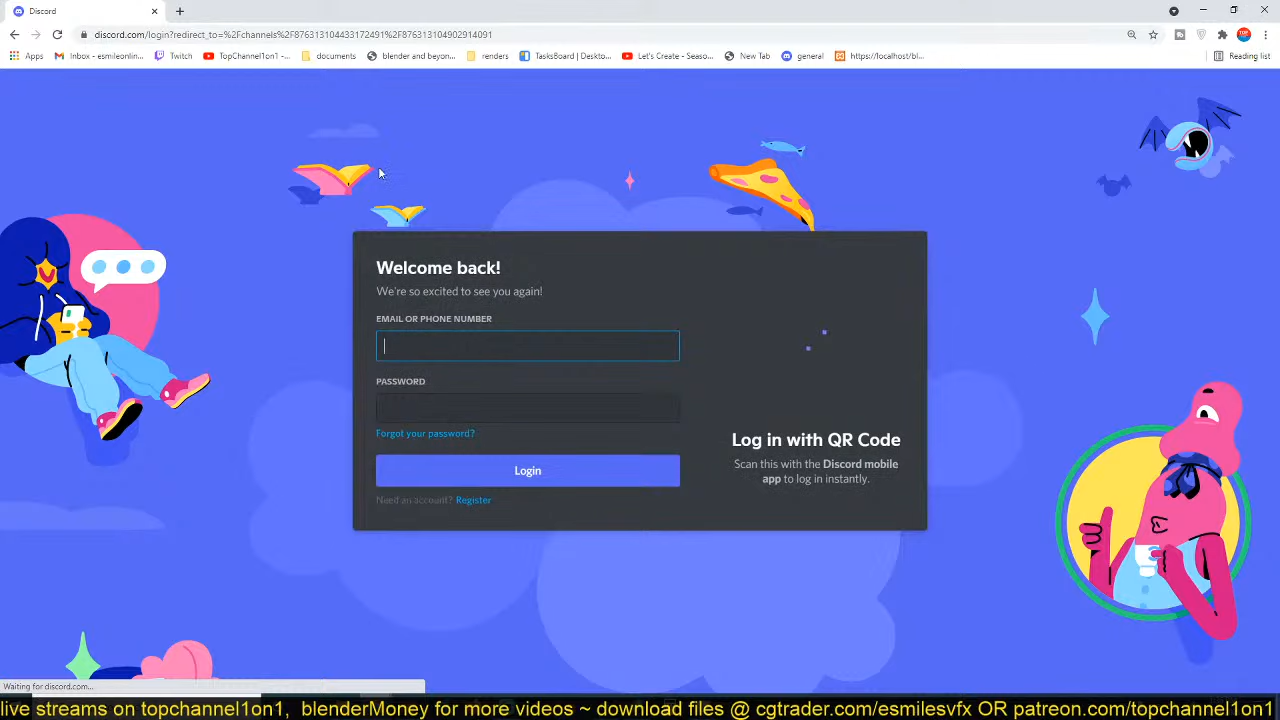 Discord
discord.com/login?redirect_to=%2Fchannels%2F876313104433172491%2F876313104902914091
Apps
Inbox - esmileonlin...
Twitch
TopChannel1on1 -...
documents
blender and beyon...
renders
TasksBoard | Deskto...
Let's Create - Seaso...
New Tab
general
https://localhost/bl...
Reading list
Welcome back!
We're so excited to see you again!
EMAIL OR PHONE NUMBER
PASSWORD
Forgot your password?
Login
Need an account? Register
Log in with QR Code
Scan this with the Discord mobile
app to log in instantly.
Waiting for discord.com...
live streams on topchannel1on1, blenderMoney for more videos ~ download files @ cgtrader.com/esmilesvfx OR patreon.com/topchannel1on1